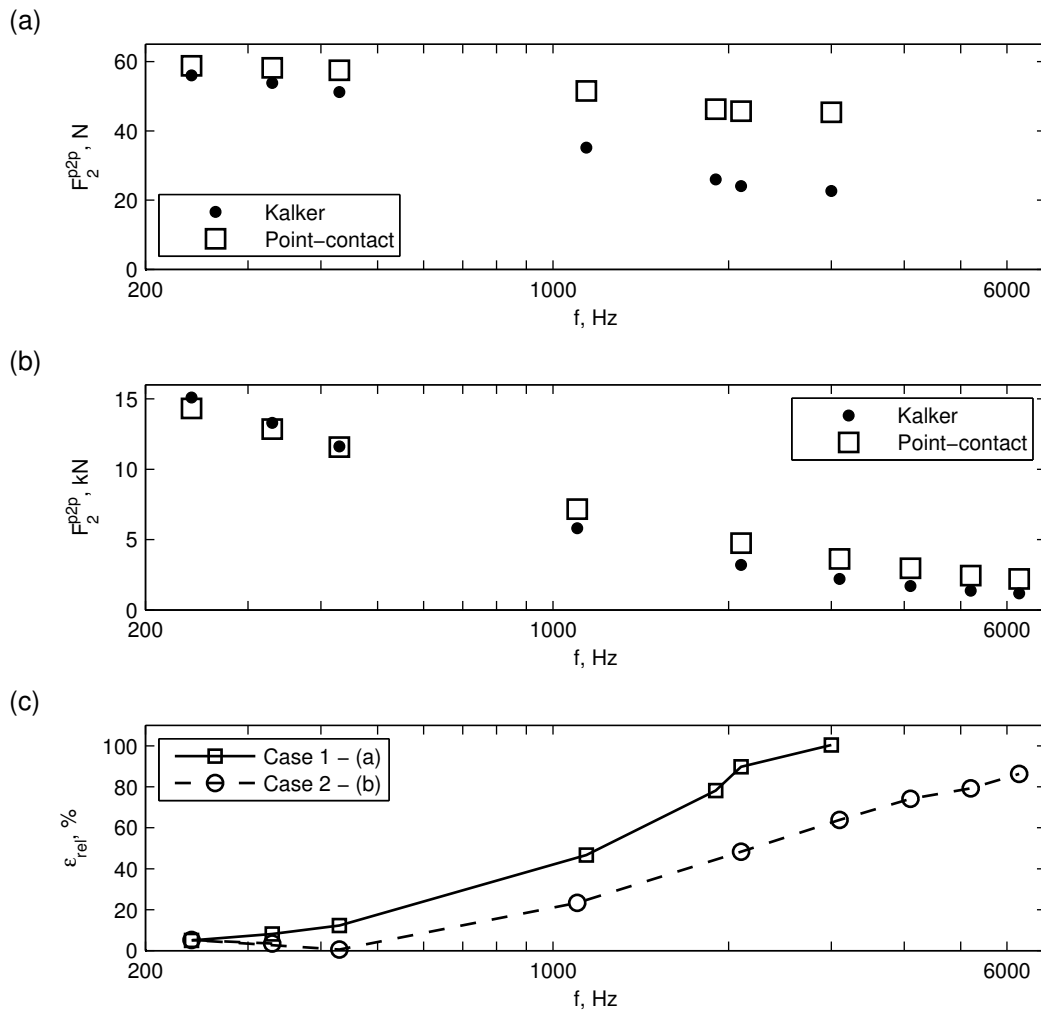 (a)
60
40
20
0
F₂ᵖ²ᵖ, N
Kalker
Point−contact
200
1000
6000
f, Hz
(b)
15
10
5
0
F₂ᵖ²ᵖ, kN
Kalker
Point−contact
200
1000
6000
f, Hz
(c)
100
80
60
40
20
0
εrel, %
Case 1 − (a)
Case 2 − (b)
200
1000
6000
f, Hz